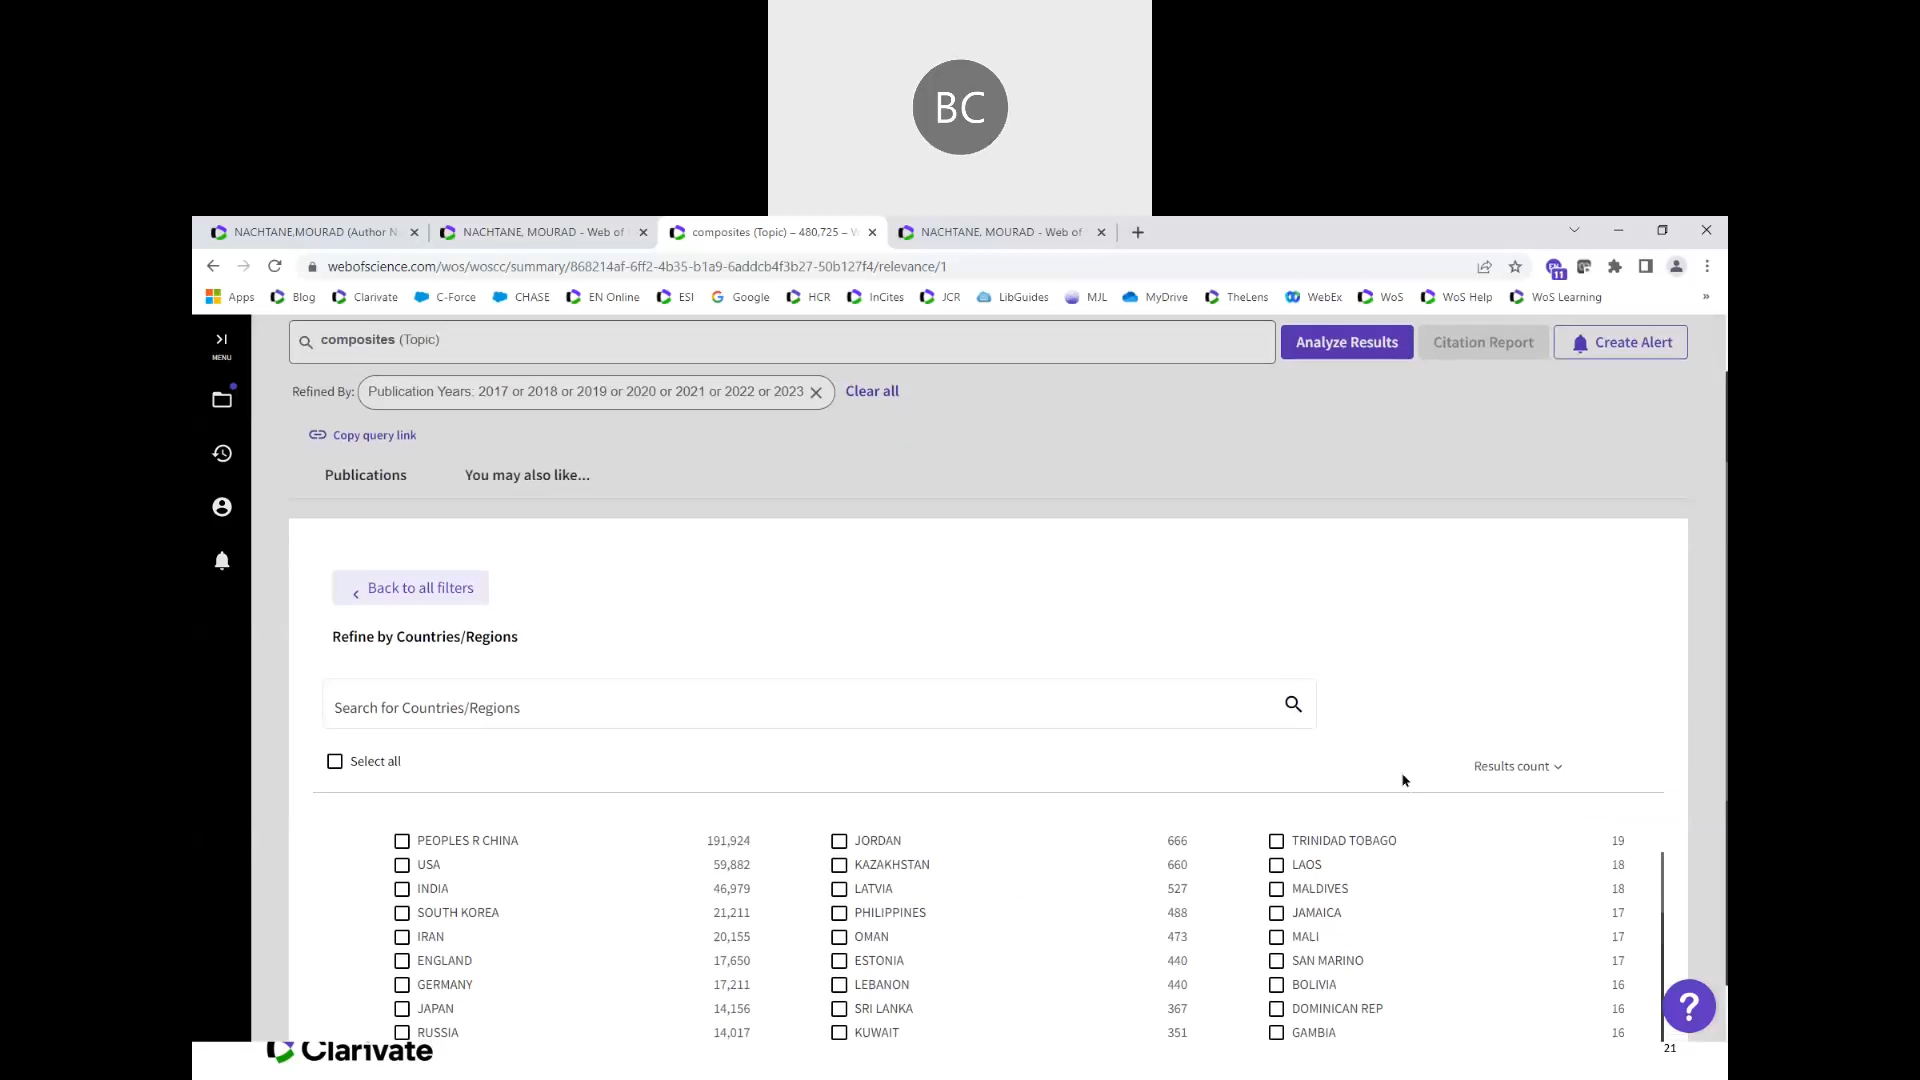 BC
NACHTANE,MOURAD (Author N
NACHTANE, MOURAD - Web of
composites (Topic) – 480,725 – W
NACHTANE, MOURAD - Web of
webofscience.com/wos/woscc/summary/868214af-6ff2-4b35-b1a9-6addcb4f3b27-50b127f4/relevance/1
11
Apps Blog Clarivate C-Force CHASE EN Online ESI Google HCR InCites JCR LibGuides MJL MyDrive TheLens WebEx WoS WoS Help WoS Learning »
MENU
composites (Topic)
Analyze Results
Citation Report
Create Alert
Refined By: Publication Years: 2017 or 2018 or 2019 or 2020 or 2021 or 2022 or 2023
Clear all
Copy query link
Publications
You may also like...
Back to all filters
Refine by Countries/Regions
Search for Countries/Regions
Select all
Results count
PEOPLES R CHINA 191,924 JORDAN 666 TRINIDAD TOBAGO 19
USA 59,882 KAZAKHSTAN 660 LAOS 18
INDIA 46,979 LATVIA 527 MALDIVES 18
SOUTH KOREA 21,211 PHILIPPINES 488 JAMAICA 17
IRAN 20,155 OMAN 473 MALI 17
ENGLAND 17,650 ESTONIA 440 SAN MARINO 17
GERMANY 17,211 LEBANON 440 BOLIVIA 16
JAPAN 14,156 SRI LANKA 367 DOMINICAN REP 16
RUSSIA 14,017 KUWAIT 351 GAMBIA 16
?
Clarivate
21